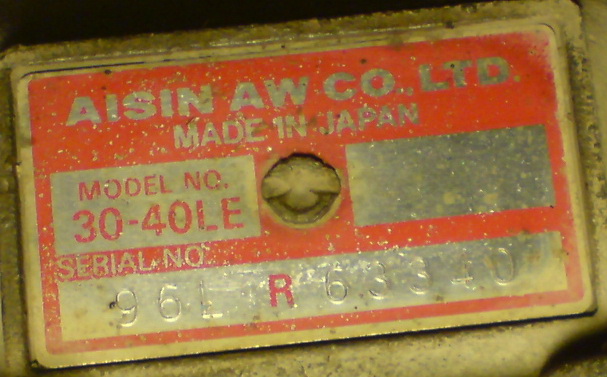 AISIN AW CO., LTD.
MADE IN JAPAN
MODEL NO.
30-40LE
SERIAL NO
96L R 63340